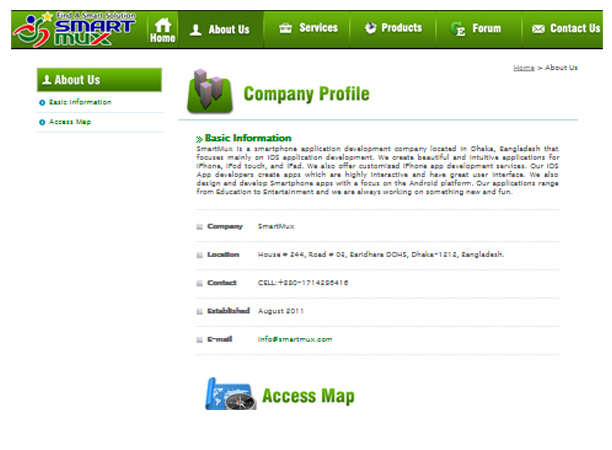 Find A Smart Solution
SMART
MUX
Home
About Us
Services
Products
Forum
Contact Us
Home > About Us
About Us
Basic Information
Access Map
Company Profile
Basic Information
SmartMux is a smartphone application development company located in Dhaka, Bangladesh that
focuses mainly on IOS application development. We create beautiful and intuitive applications for
iPhone, iPod touch, and iPad. We also offer customized iPhone app development services. Our IOS
App developers create apps which are highly interactive and have great user interface. We also
design and develop Smartphone apps with a focus on the Android platform. Our applications range
from Education to Entertainment and we are always working on something new and fun.
Company SmartMux
Location House # 244, Road # 05, Baridhara DOHS, Dhaka-1212, Bangladesh.
Contact CELL:+880-1714286416
Established August 2011
E-mail info@smartmux.com
Access Map